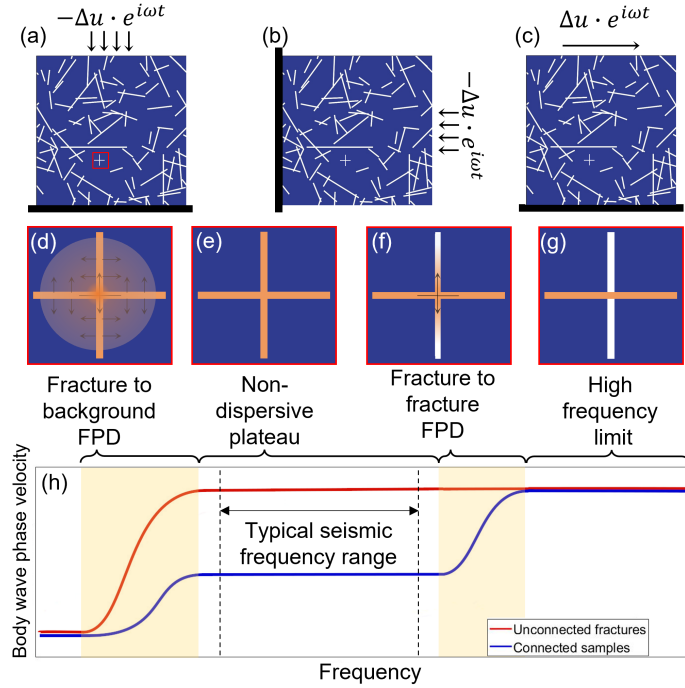 (a)
−Δu · e^{iωt}
(b)
−Δu · e^{iωt}
(c)
Δu · e^{iωt}
(d)
(e)
(f)
(g)
Fracture to
background
FPD
Non-
dispersive
plateau
Fracture to
fracture
FPD
High
frequency
limit
(h)
Body wave phase velocity
Typical seismic
frequency range
Unconnected fractures
Connected samples
Frequency